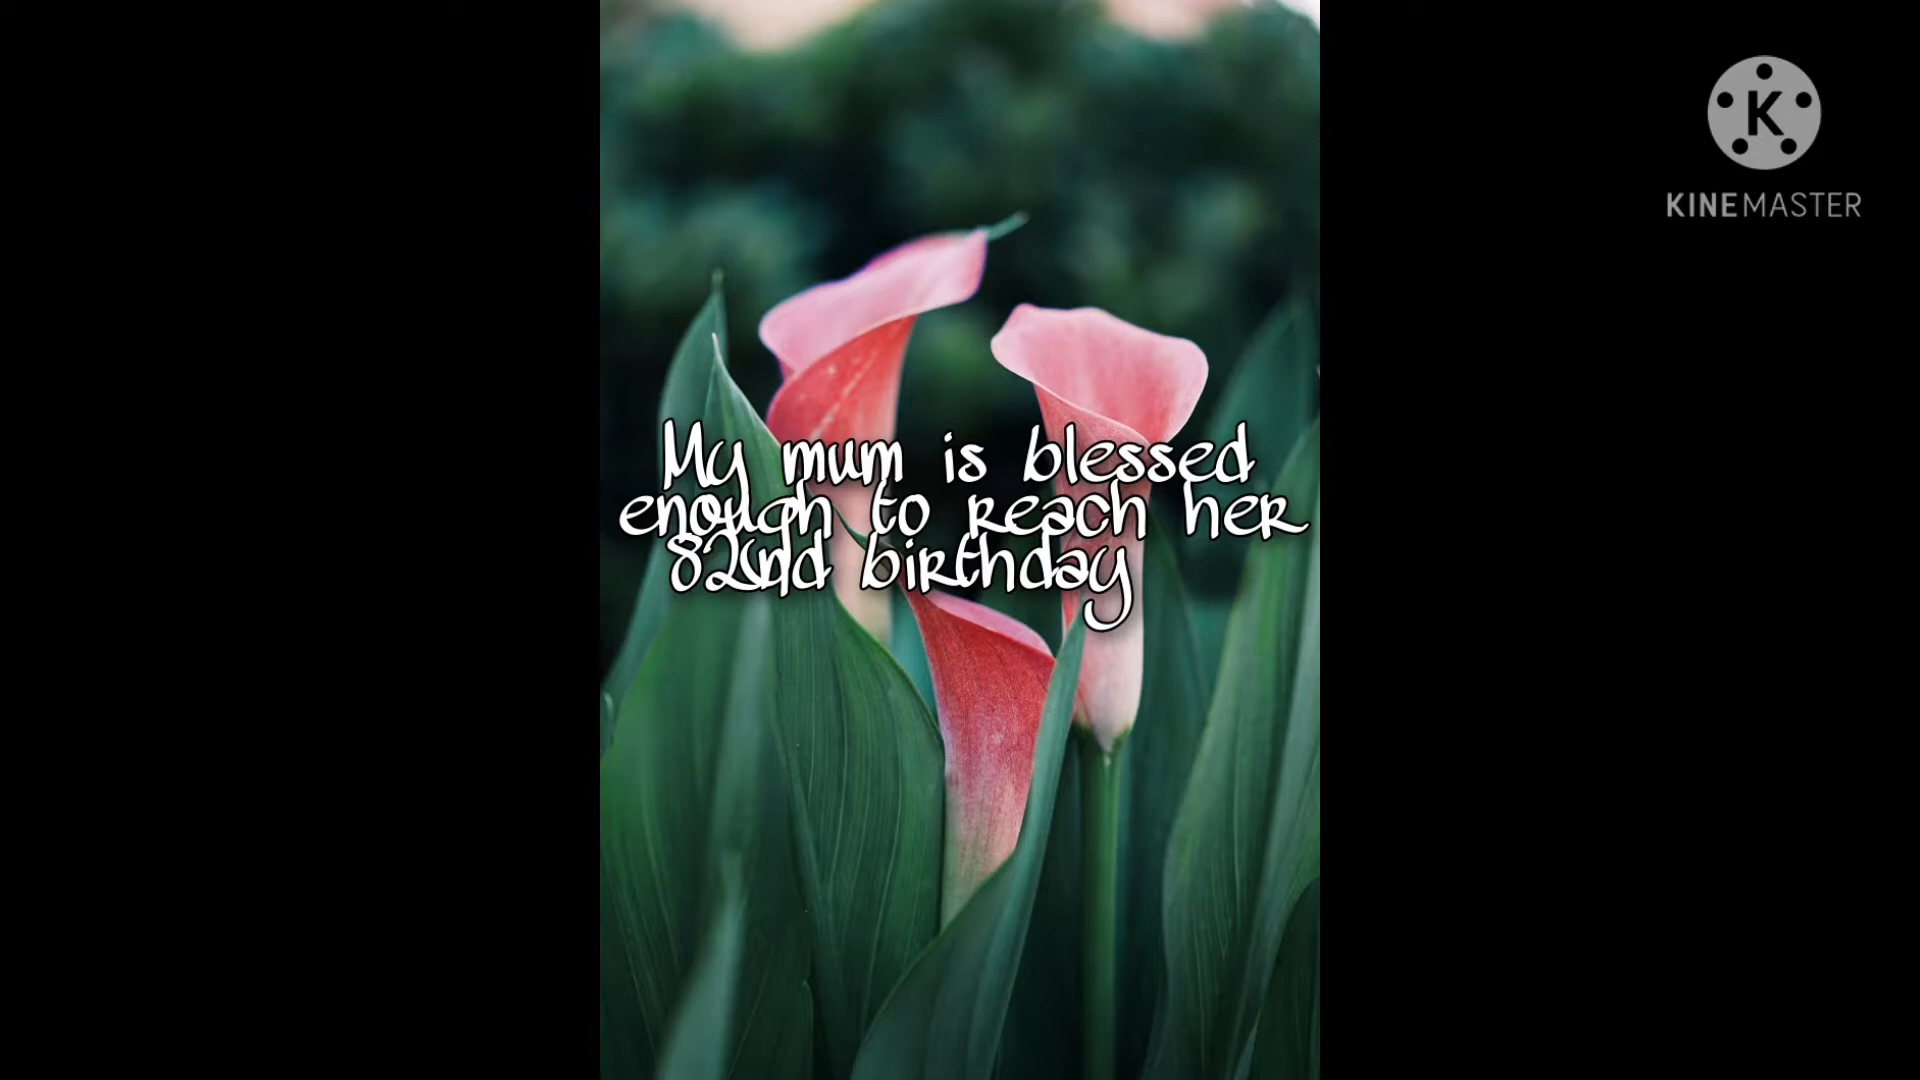 K
KINEMASTER
My mum is blessed
enough to reach her
82nd birthday